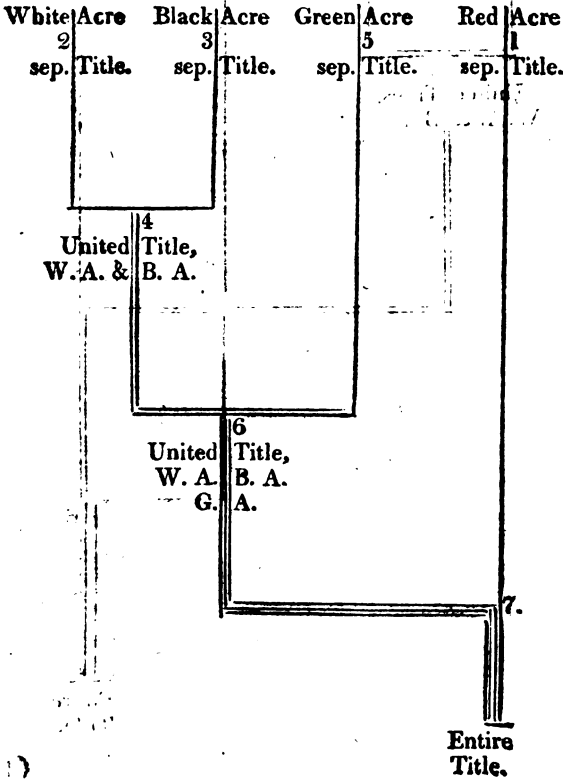 White Acre Black Acre Green Acre Red Acre
2 3 5 1
sep. Title. sep. Title. sep. Title. sep. Title.
4
United Title,
W. A. & B. A.
6
United Title,
W. A. B. A.
G. A.
7.
Entire
Title.